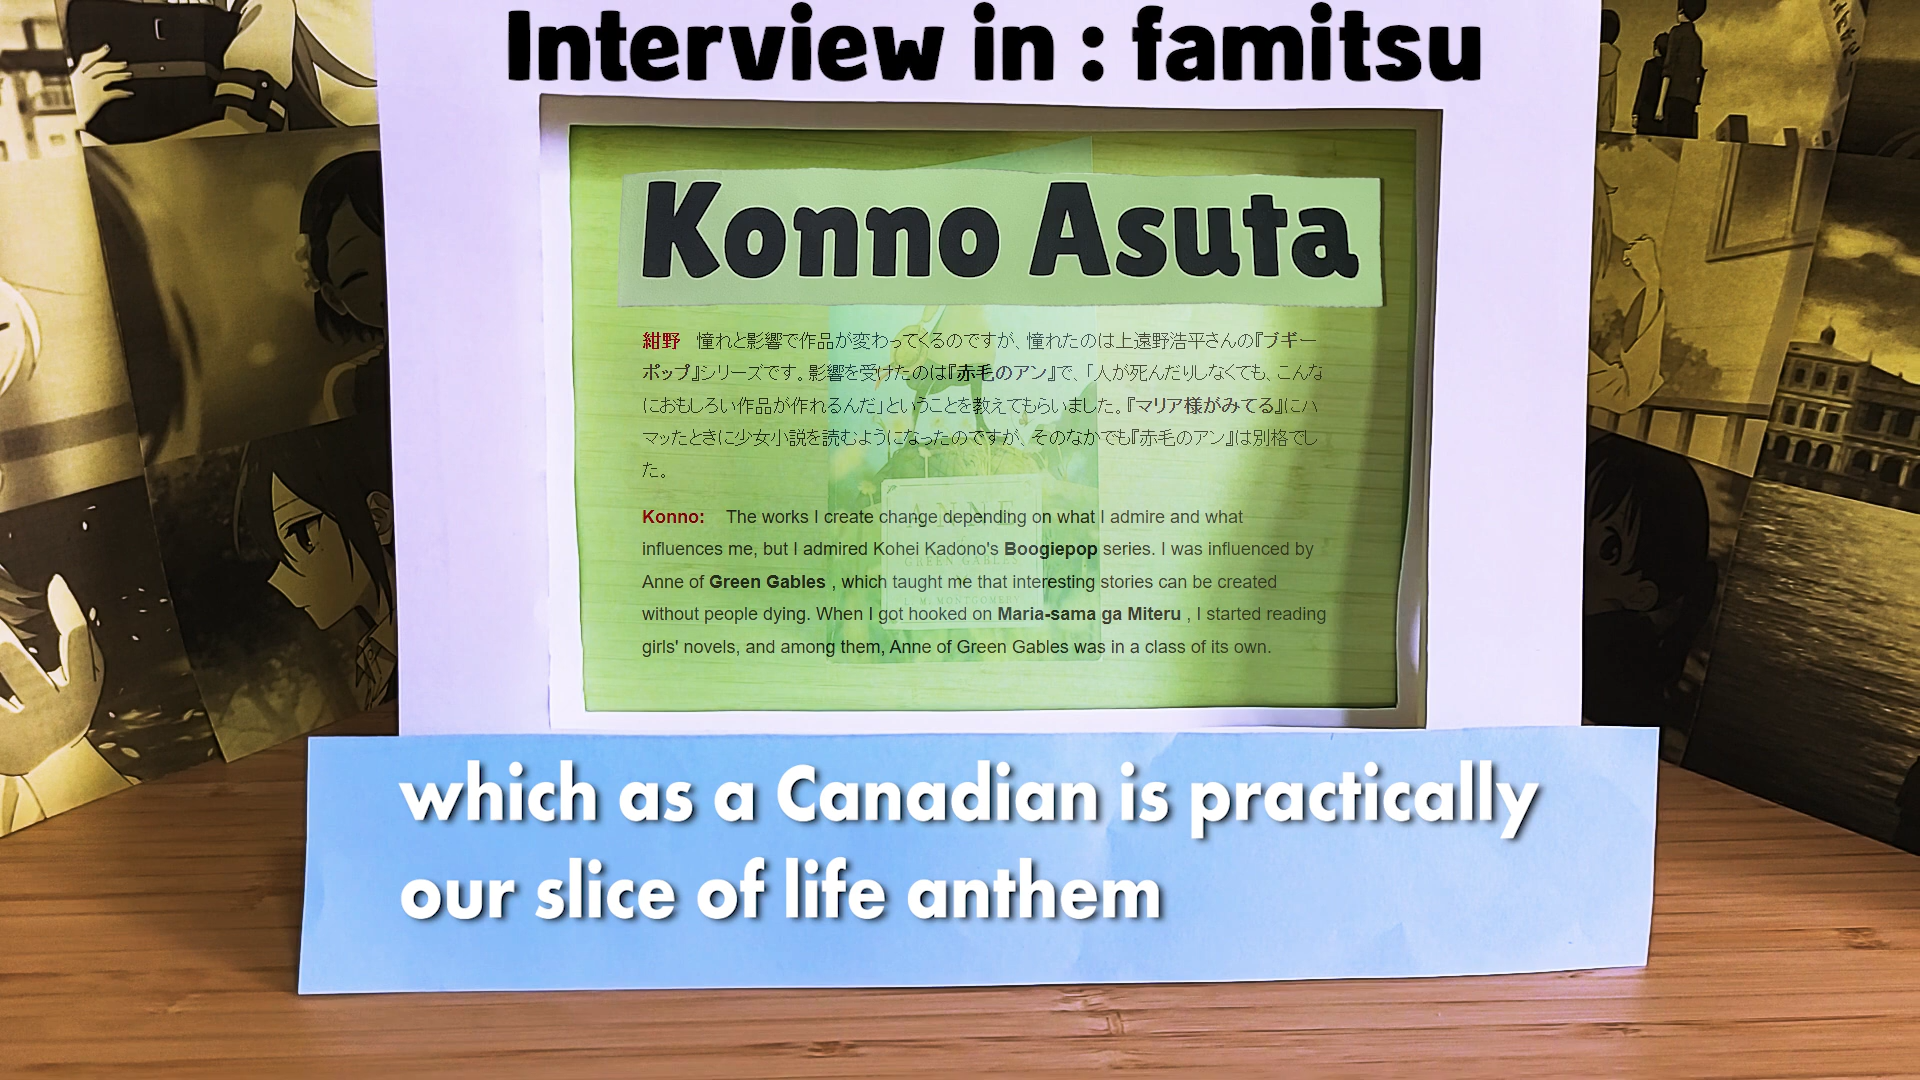 Interview in : famitsu
Konno Asuta
紺野　憧れと影響で作品が変わってくるのですが、憧れたのは上遠野浩平さんの『ブギー
ポップ』シリーズです。影響を受けたのは『赤毛のアン』で、「人が死んだりしなくても、こんな
におもしろい作品が作れるんだ」ということを教えてもらいました。『マリア様がみてる』にハ
マッたときに少女小説を読むようになったのですが、そのなかでも『赤毛のアン』は別格でし
た。
Konno: The works I create change depending on what I admire and what
influences me, but I admired Kohei Kadono's Boogiepop series. I was influenced by
Anne of Green Gables , which taught me that interesting stories can be created
without people dying. When I got hooked on Maria-sama ga Miteru , I started reading
girls' novels, and among them, Anne of Green Gables was in a class of its own.
ANNE
GREEN GABLES
L. M. MONTGOMERY
which as a Canadian is practically
our slice of life anthem